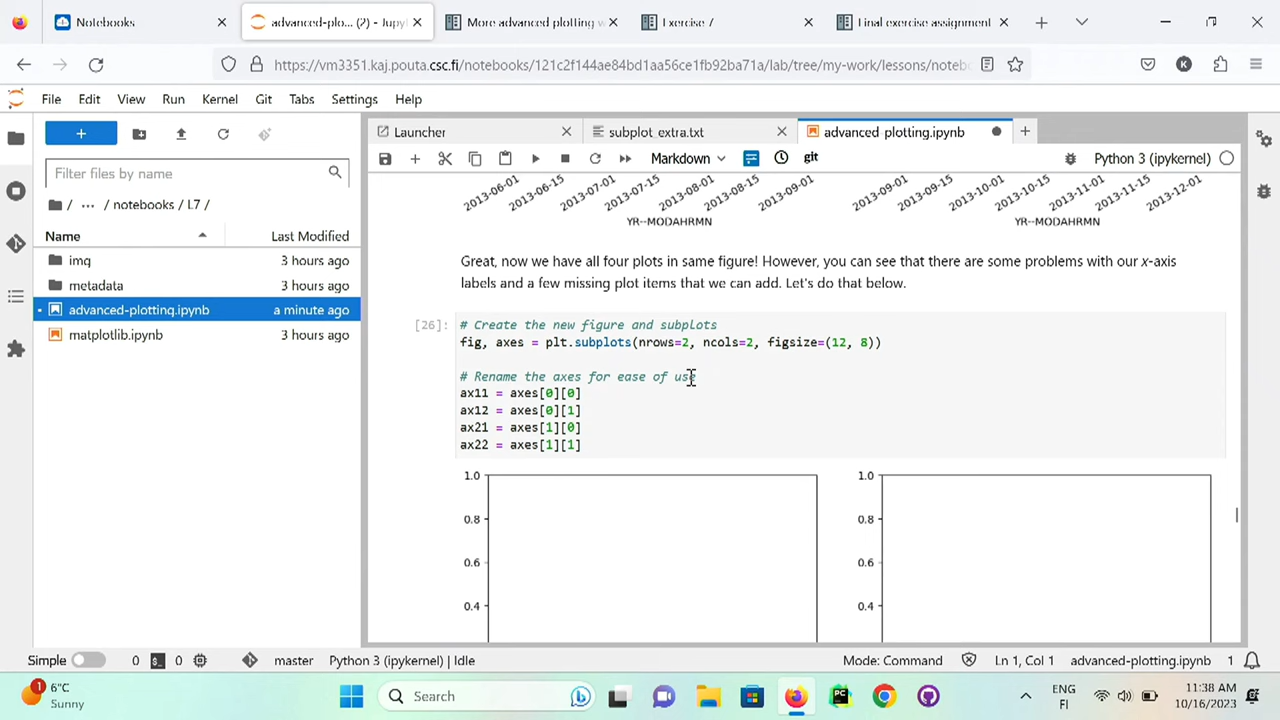 Notebooks
advanced-plo... (2) - Jupyt
More advanced plotting w
Exercise 7
Final exercise assignment
https://vm3351.kaj.pouta.csc.fi/notebooks/121c2f144ae84bd1aa56ce1fb92ba71a/lab/tree/my-work/lessons/noteb
K
File Edit View Run Kernel Git Tabs Settings Help
Launcher
subplot_extra.txt
advanced-plotting.ipynb
Markdown
git
Python 3 (ipykernel)
Filter files by name
/ ... / notebooks / L7 /
Name
Last Modified
img 3 hours ago
metadata 3 hours ago
advanced-plotting.ipynb a minute ago
matplotlib.ipynb 3 hours ago
2013-06-01 2013-06-15 2013-07-01 2013-07-15 2013-08-01 2013-08-15 2013-09-01
YR--MODAHRMN
2013-09-01 2013-09-15 2013-10-01 2013-10-15 2013-11-01 2013-11-15 2013-12-01
YR--MODAHRMN
Great, now we have all four plots in same figure! However, you can see that there are some problems with our x-axis
labels and a few missing plot items that we can add. Let's do that below.
[26]:
# Create the new figure and subplots
fig, axes = plt.subplots(nrows=2, ncols=2, figsize=(12, 8))
# Rename the axes for ease of use
ax11 = axes[0][0]
ax12 = axes[0][1]
ax21 = axes[1][0]
ax22 = axes[1][1]
1.0
0.8
0.6
0.4
1.0
0.8
0.6
0.4
Simple 0 $_ 0 master Python 3 (ipykernel) | Idle
Mode: Command Ln 1, Col 1 advanced-plotting.ipynb 1
1
6°C
Sunny
Search
PC
ENG
FI
11:38 AM
10/16/2023